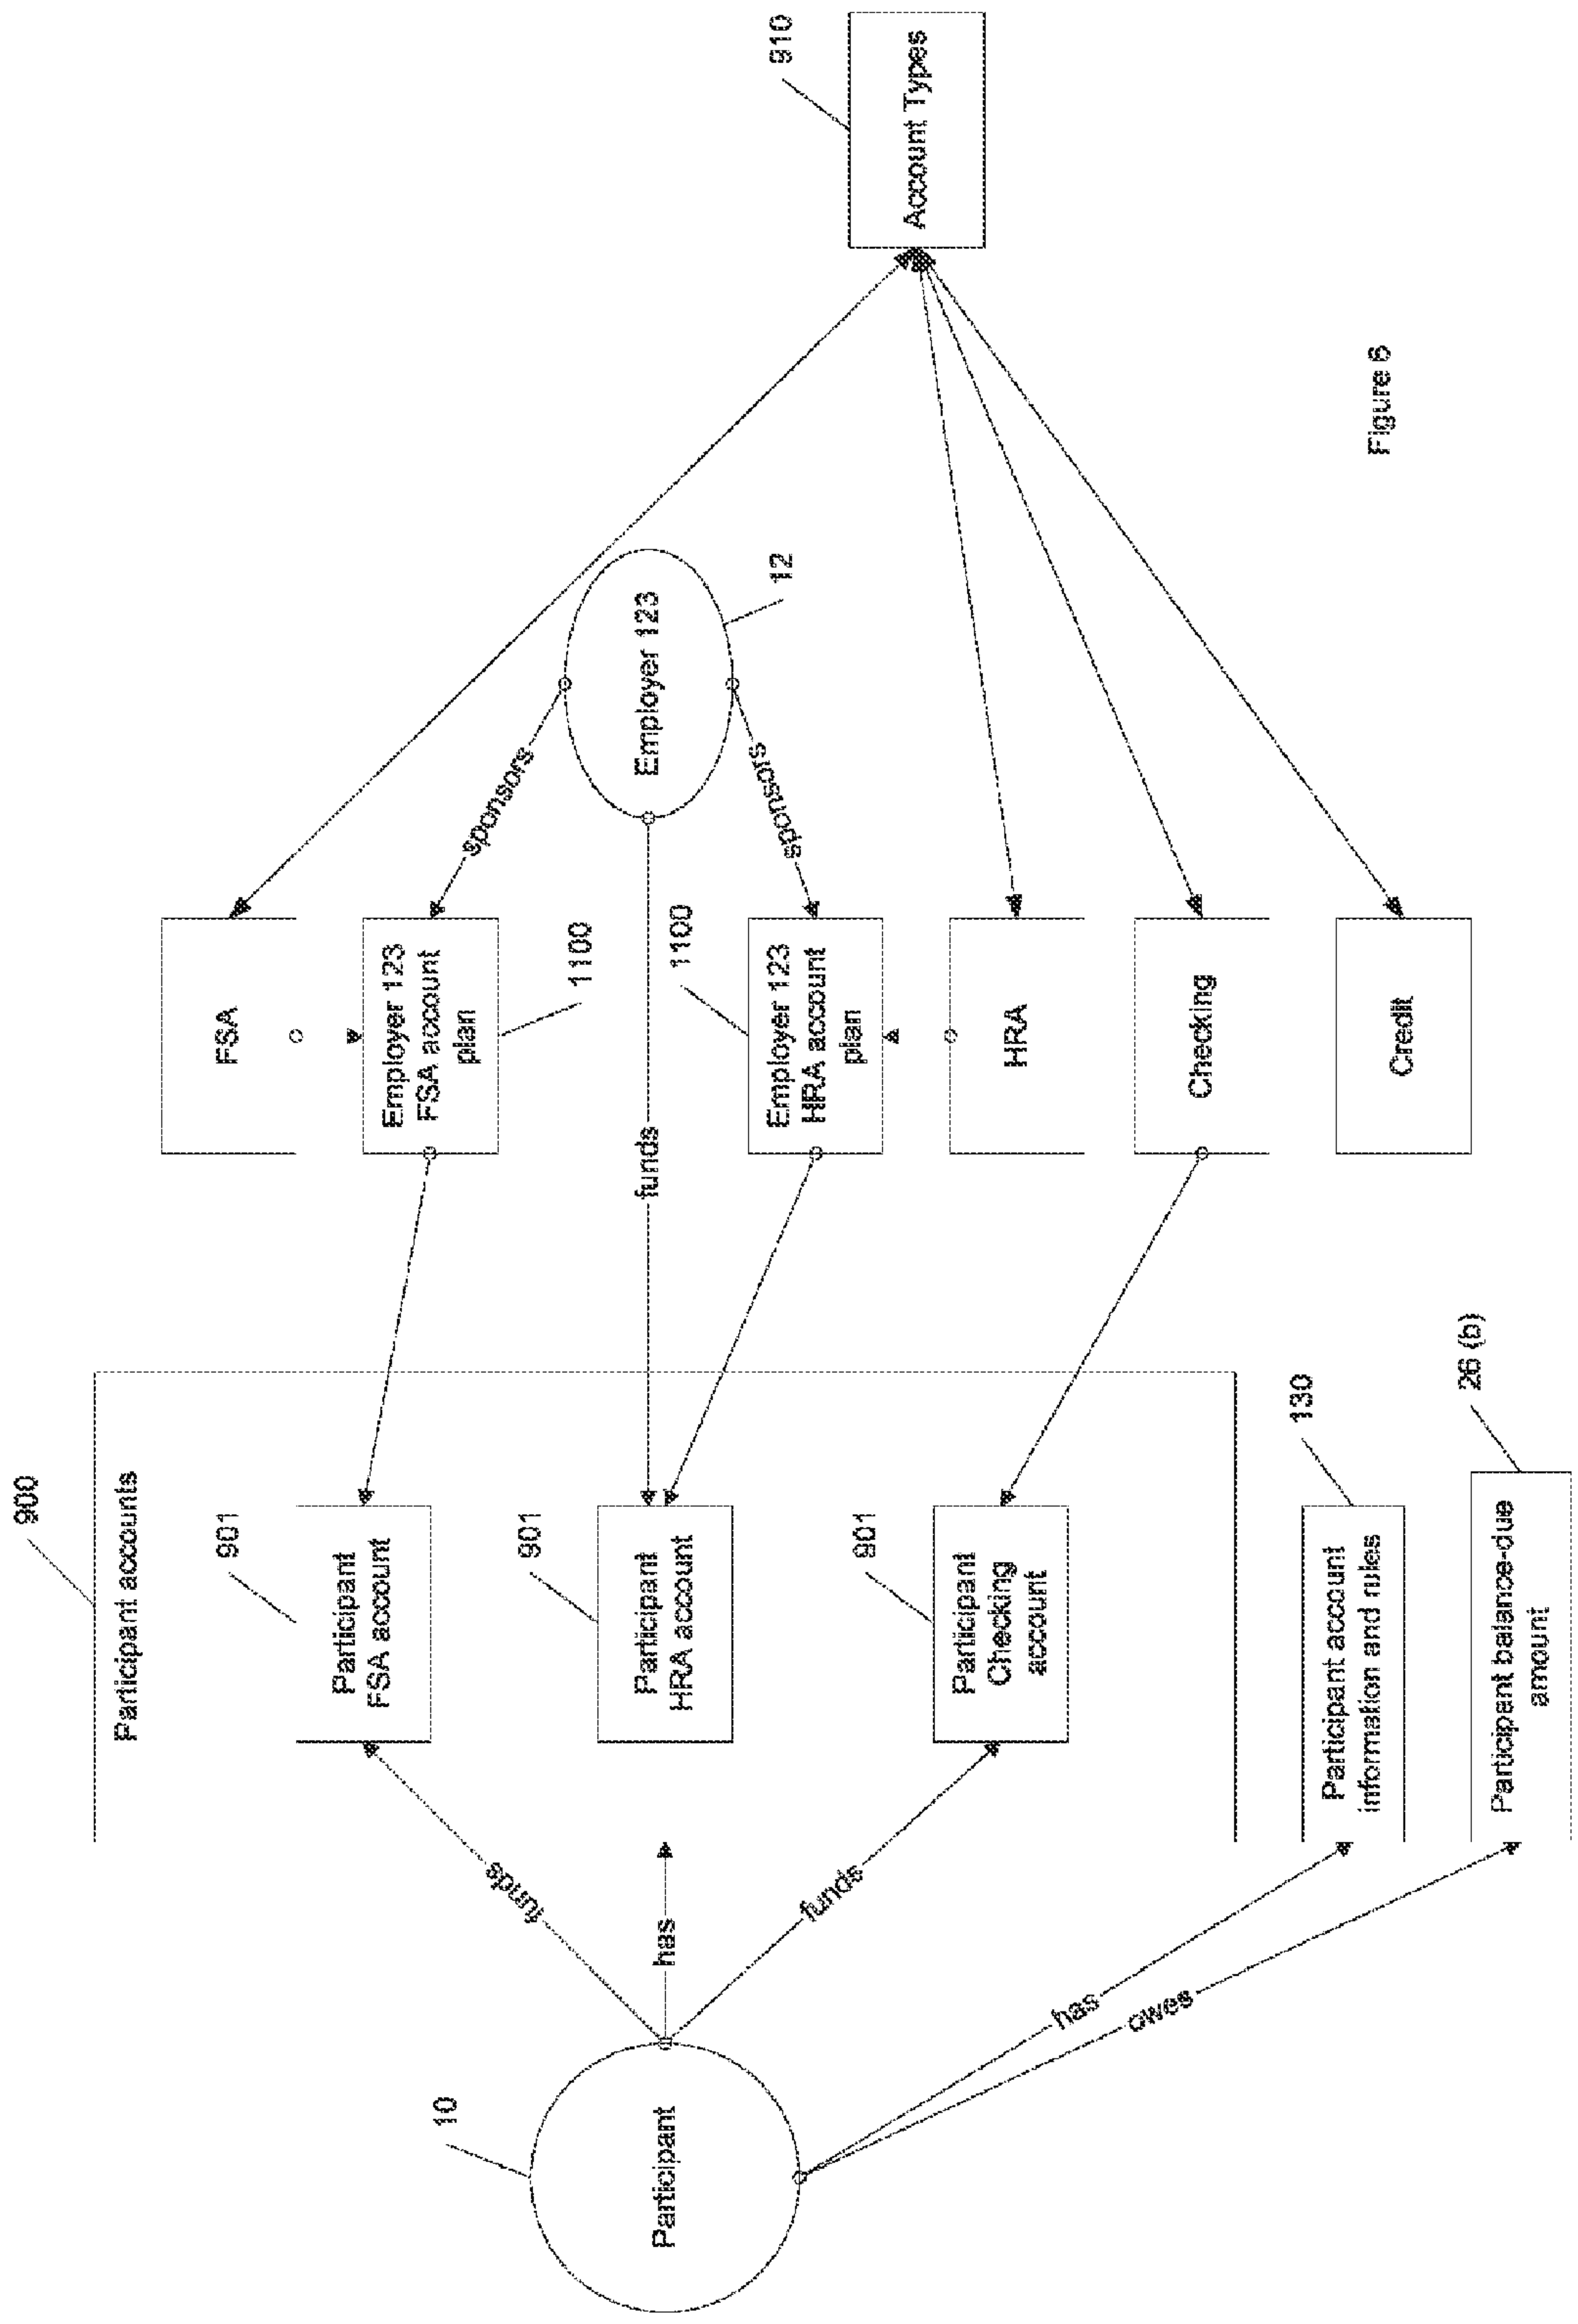 900
Participant accounts
10
Participant
funds
has
funds
has
owes
901
Participant
FSA account
901
Participant
HRA account
901
Participant
Checking
account
130
Participant account
information and rules
26 (b)
Participant balance-due
amount
FSA
Employer 123
FSA account
plan
1100
funds
1100
Employer 123
HRA account
plan
HRA
Checking
Credit
sponsors
sponsors
Employer 123
12
910
Account Types
Figure 6